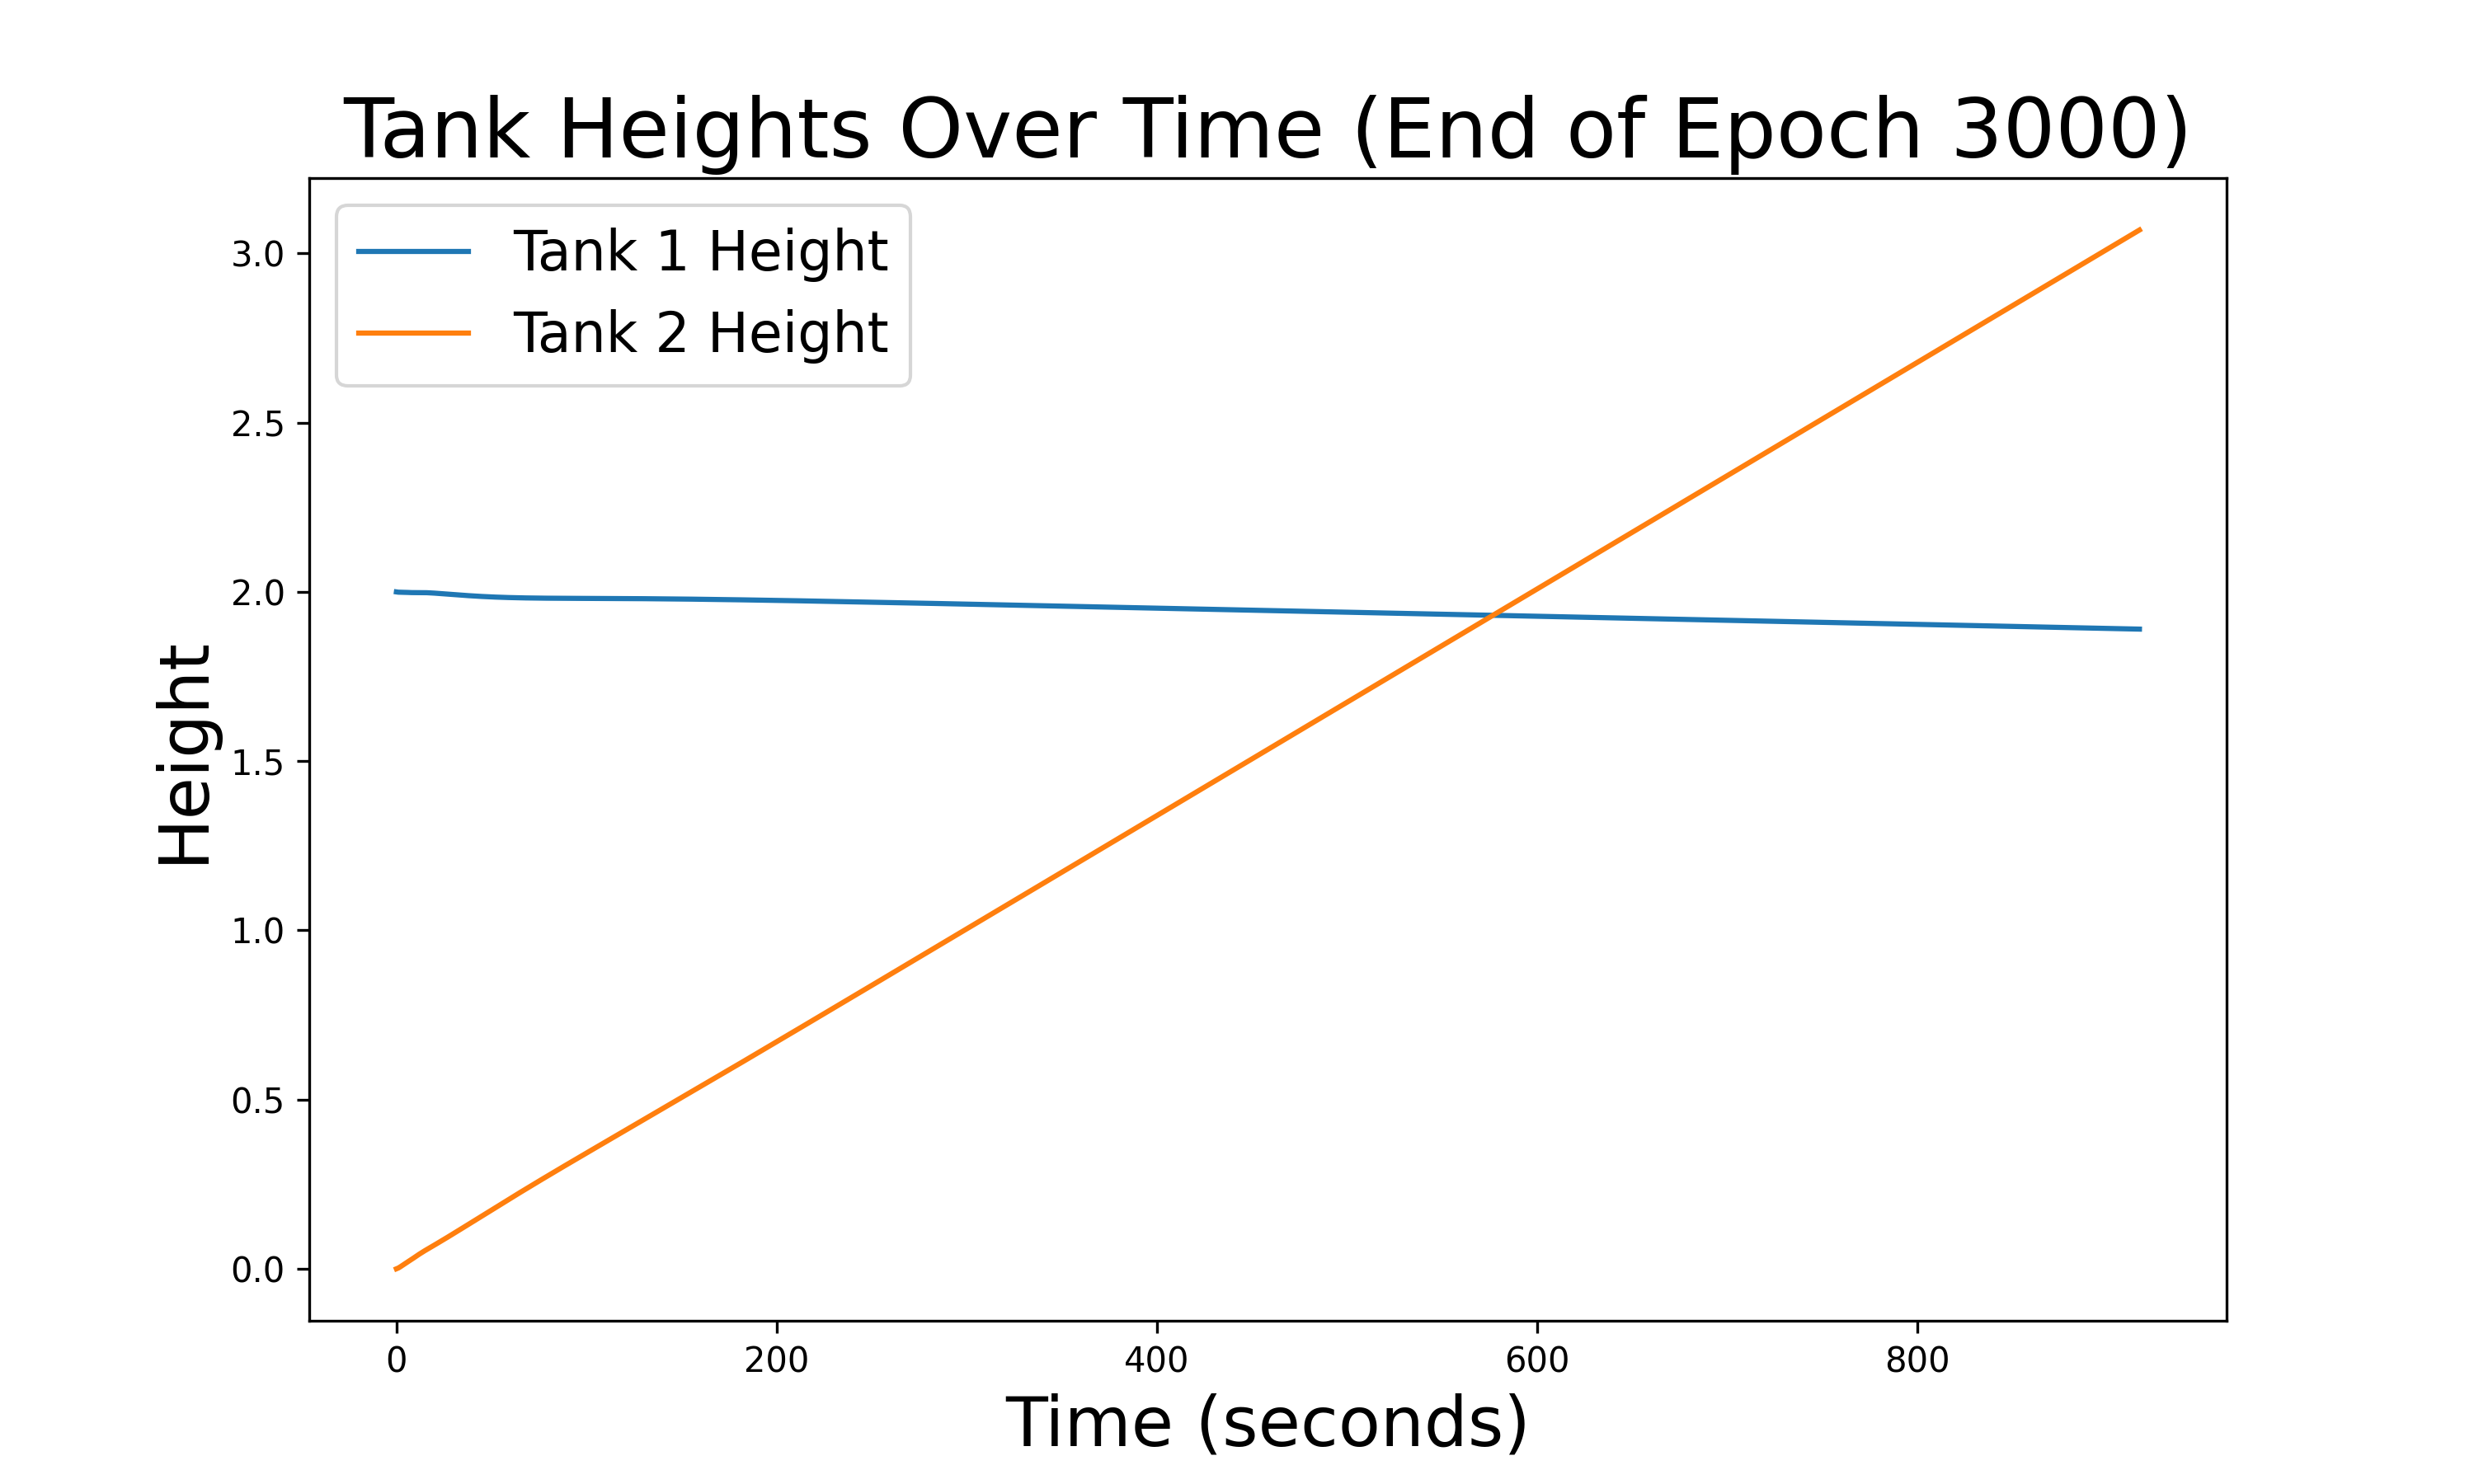 Tank Heights Over Time (End of Epoch 3000)
Tank 1 Height
Tank 2 Height
Height
3.0
2.5
2.0
1.5
1.0
0.5
0.0
0 200 400 600 800
Time (seconds)